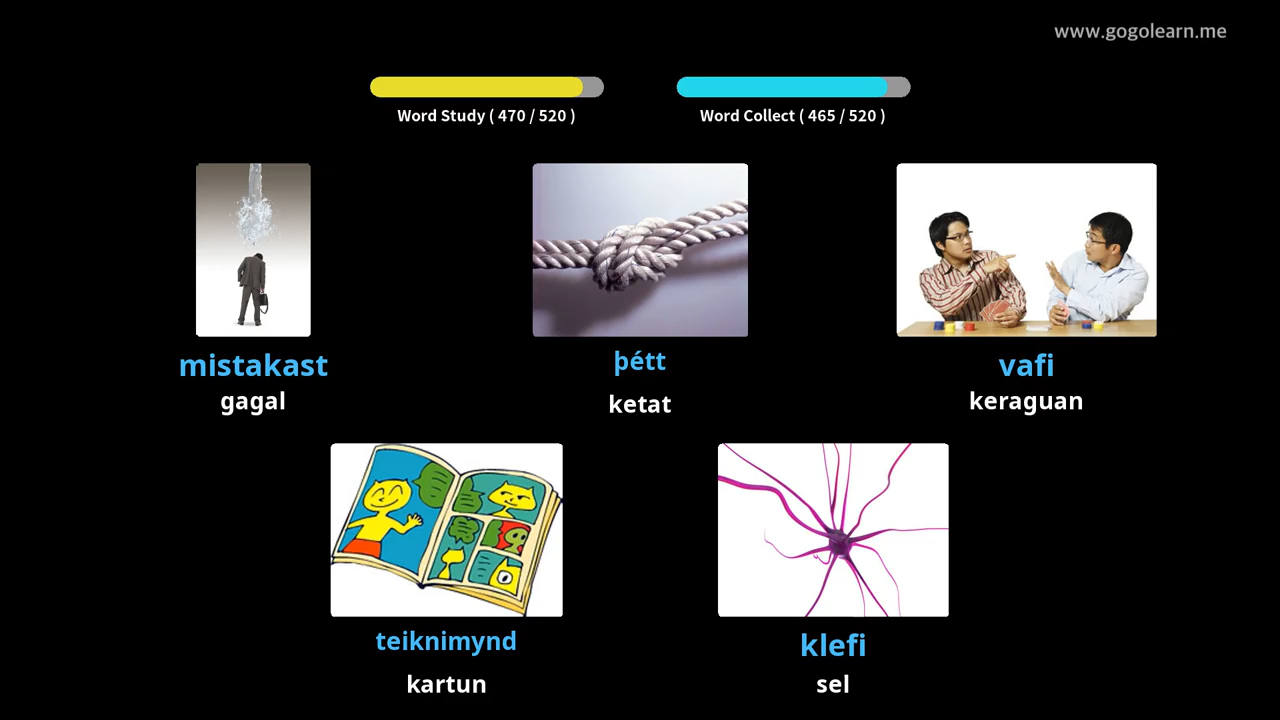 www.gogolearn.me
Word Study ( 470 / 520 )
Word Collect ( 465 / 520 )
mistakast
gagal
þétt
ketat
vafi
keraguan
teiknimynd
kartun
klefi
sel